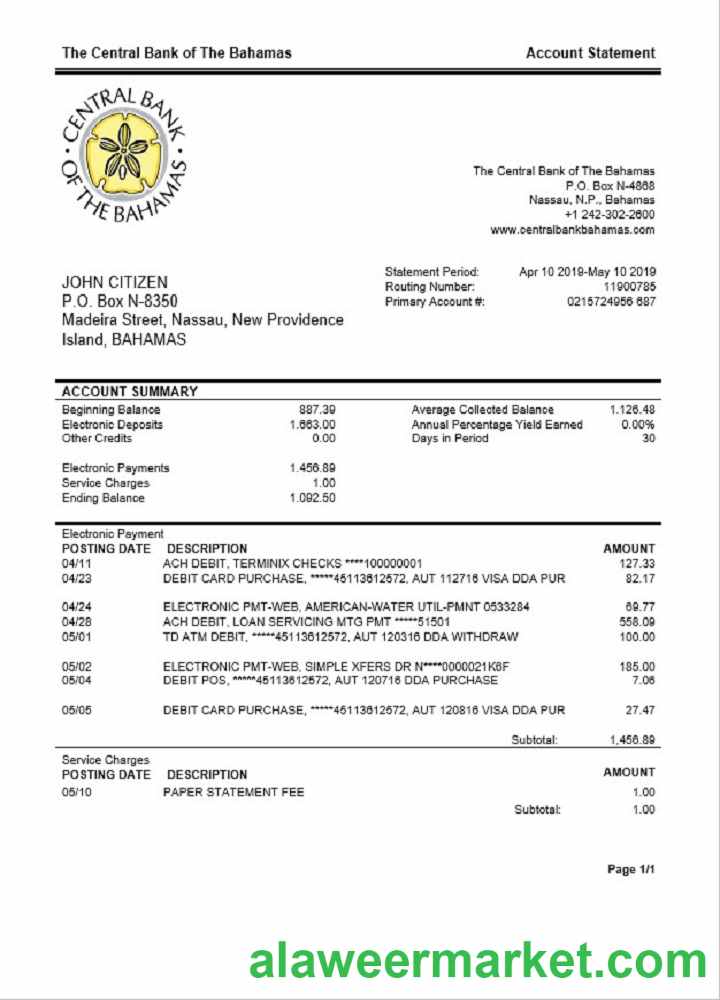 The Central Bank of The Bahamas Account Statement
CENTRAL BANK OF THE BAHAMAS
The Central Bank of The Bahamas
P.O. Box N-4868
Nassau, N.P., Bahamas
+1 242-302-2600
www.centralbankbahamas.com
JOHN CITIZEN
P.O. Box N-8350
Madeira Street, Nassau, New Providence
Island, BAHAMAS
Statement Period: Apr 10 2019-May 10 2019
Routing Number: 11900785
Primary Account #: 0215724956 687
ACCOUNT SUMMARY
Beginning Balance 887.39 Average Collected Balance 1.126.48
Electronic Deposits 1.663.00 Annual Percentage Yield Earned 0.00%
Other Credits 0.00 Days in Period 30
Electronic Payments 1.456.89
Service Charges 1.00
Ending Balance 1.092.50
Electronic Payment
POSTING DATE DESCRIPTION AMOUNT
04/11 ACH DEBIT, TERMINIX CHECKS ****100000001 127.33
04/23 DEBIT CARD PURCHASE, *****45113612572, AUT 112716 VISA DDA PUR 82.17
04/24 ELECTRONIC PMT-WEB, AMERICAN-WATER UTIL-PMNT 0533284 69.77
04/28 ACH DEBIT, LOAN SERVICING MTG PMT *****51501 558.09
05/01 TD ATM DEBIT, *****45113612572, AUT 120316 DDA WITHDRAW 100.00
05/02 ELECTRONIC PMT-WEB, SIMPLE XFERS DR N****0000021K6F 185.00
05/04 DEBIT POS, *****45113612572, AUT 120716 DDA PURCHASE 7.06
05/05 DEBIT CARD PURCHASE, *****45113612572, AUT 120816 VISA DDA PUR 27.47
Subtotal: 1,456.89
Service Charges
POSTING DATE DESCRIPTION AMOUNT
05/10 PAPER STATEMENT FEE 1.00
Subtotal: 1.00
Page 1/1
alaweermarket.com